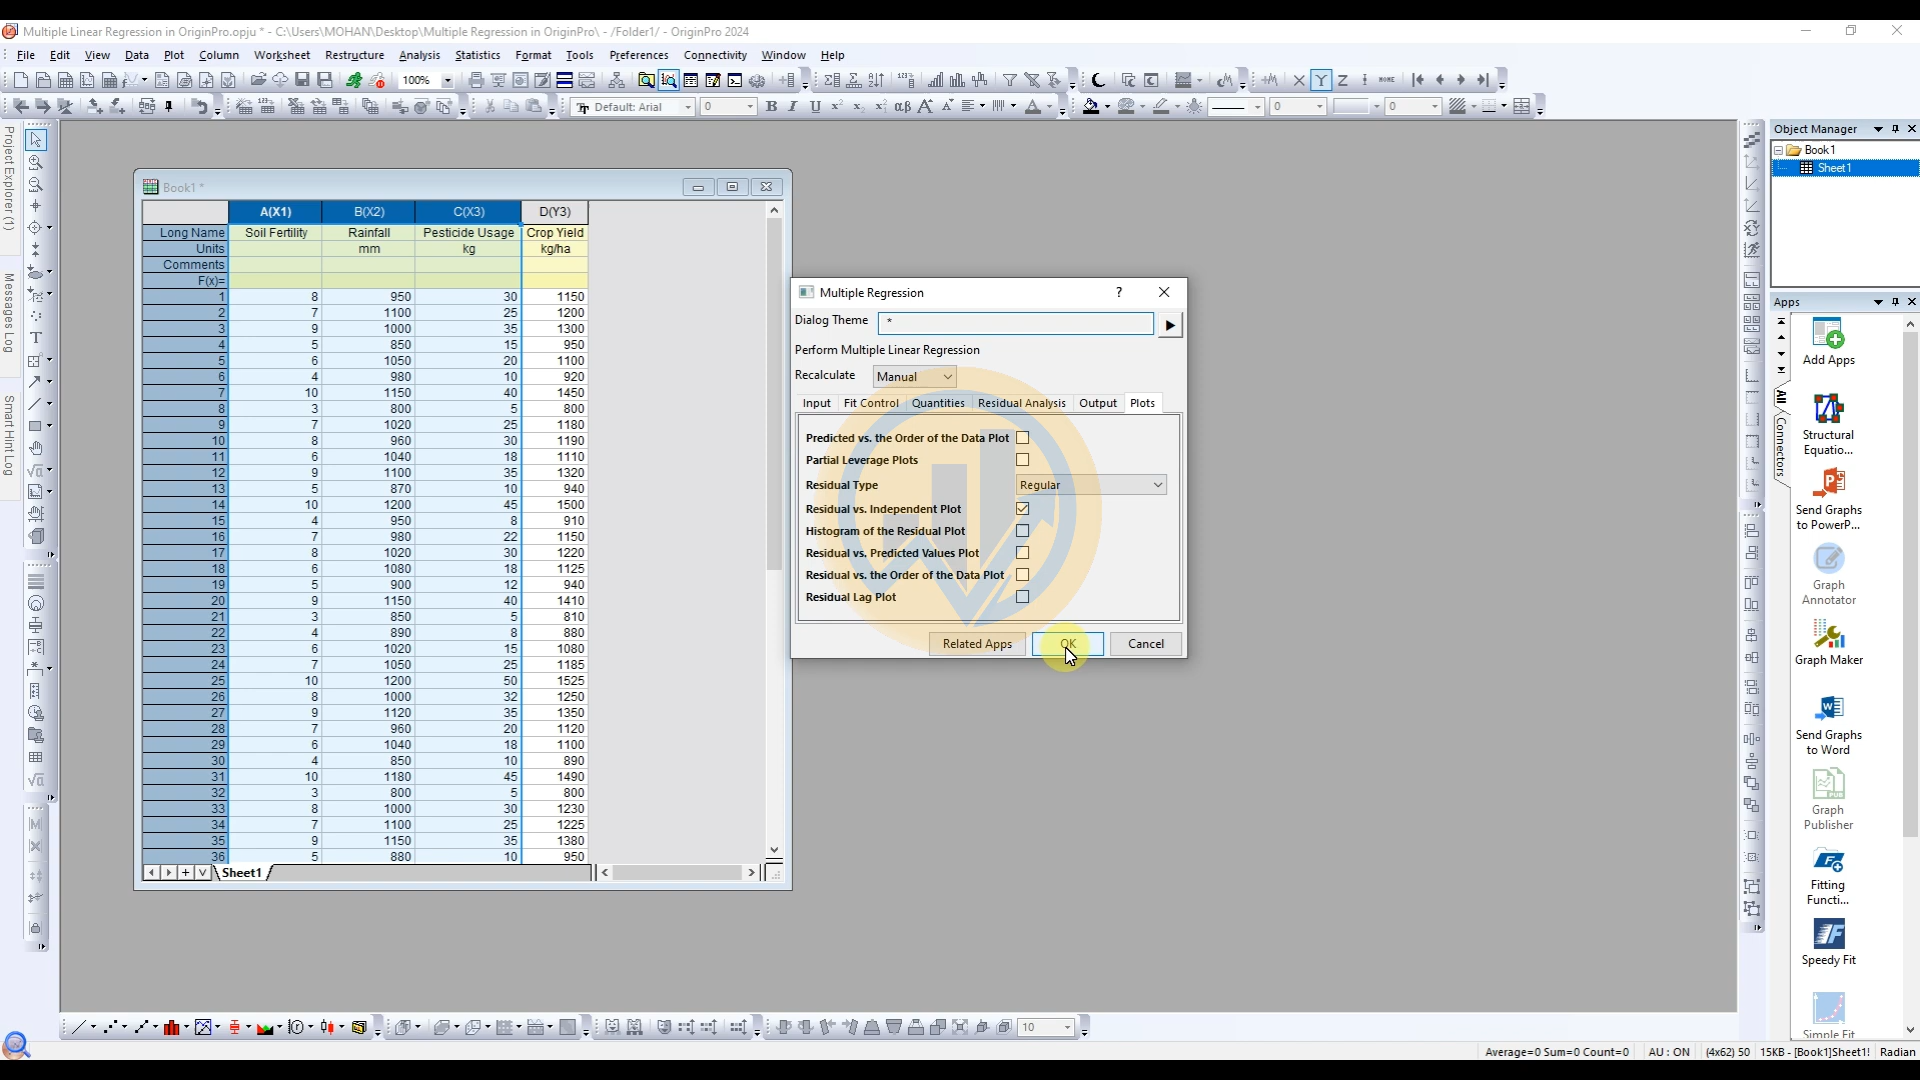 Multiple Linear Regression in OriginPro.opju * - C:\Users\MOHAN\Desktop\Multiple Regression in OriginPro\ - /Folder1/ - OriginPro 2024
File Edit View Data Plot Column Worksheet Restructure Analysis Statistics Format Tools Preferences Connectivity Window Help
100%
Default: Arial 0 B I U 0 0
Project Explorer (1)
Messages Log
Smart Hint Log
Book1 *
A(X1) B(X2) C(X3) D(Y3)
Long Name Soil Fertility Rainfall Pesticide Usage Crop Yield
Units mm kg kg/ha
Comments
F(x)=
1 8 950 30 1150
2 7 1100 25 1200
3 9 1000 35 1300
4 5 850 15 950
5 6 1050 20 1100
6 4 980 10 920
7 10 1150 40 1450
8 3 800 5 800
9 7 1020 25 1180
10 8 960 30 1190
11 6 1040 18 1110
12 9 1100 35 1320
13 5 870 10 940
14 10 1200 45 1500
15 4 950 8 910
16 7 980 22 1150
17 8 1020 30 1220
18 6 1080 18 1125
19 5 900 12 940
20 9 1150 40 1410
21 3 850 5 810
22 4 890 8 880
23 6 1020 15 1080
24 7 1050 25 1185
25 10 1200 50 1525
26 8 1000 32 1250
27 9 1120 35 1350
28 7 960 20 1120
29 6 1040 18 1100
30 4 850 10 890
31 10 1180 45 1490
32 3 800 5 800
33 8 1000 30 1230
34 7 1100 25 1225
35 9 1150 35 1380
36 5 880 10 950
Sheet1
Multiple Regression ?
Dialog Theme *
Perform Multiple Linear Regression
Recalculate Manual
Input Fit Control Quantities Residual Analysis Output Plots
Predicted vs. the Order of the Data Plot
Partial Leverage Plots
Residual Type Regular
Residual vs. Independent Plot
Histogram of the Residual Plot
Residual vs. Predicted Values Plot
Residual vs. the Order of the Data Plot
Residual Lag Plot
Related Apps OK Cancel
Object Manager
Book1
Sheet1
Apps
All
Connectors
Add Apps
Structural
Equatio...
Send Graphs
to PowerP...
Graph
Annotator
Graph Maker
Send Graphs
to Word
Graph
Publisher
Fitting
Functi...
Speedy Fit
Simple Fit
10
Average=0 Sum=0 Count=0 AU : ON (4x62) 50 15KB - [Book1]Sheet1! Radian